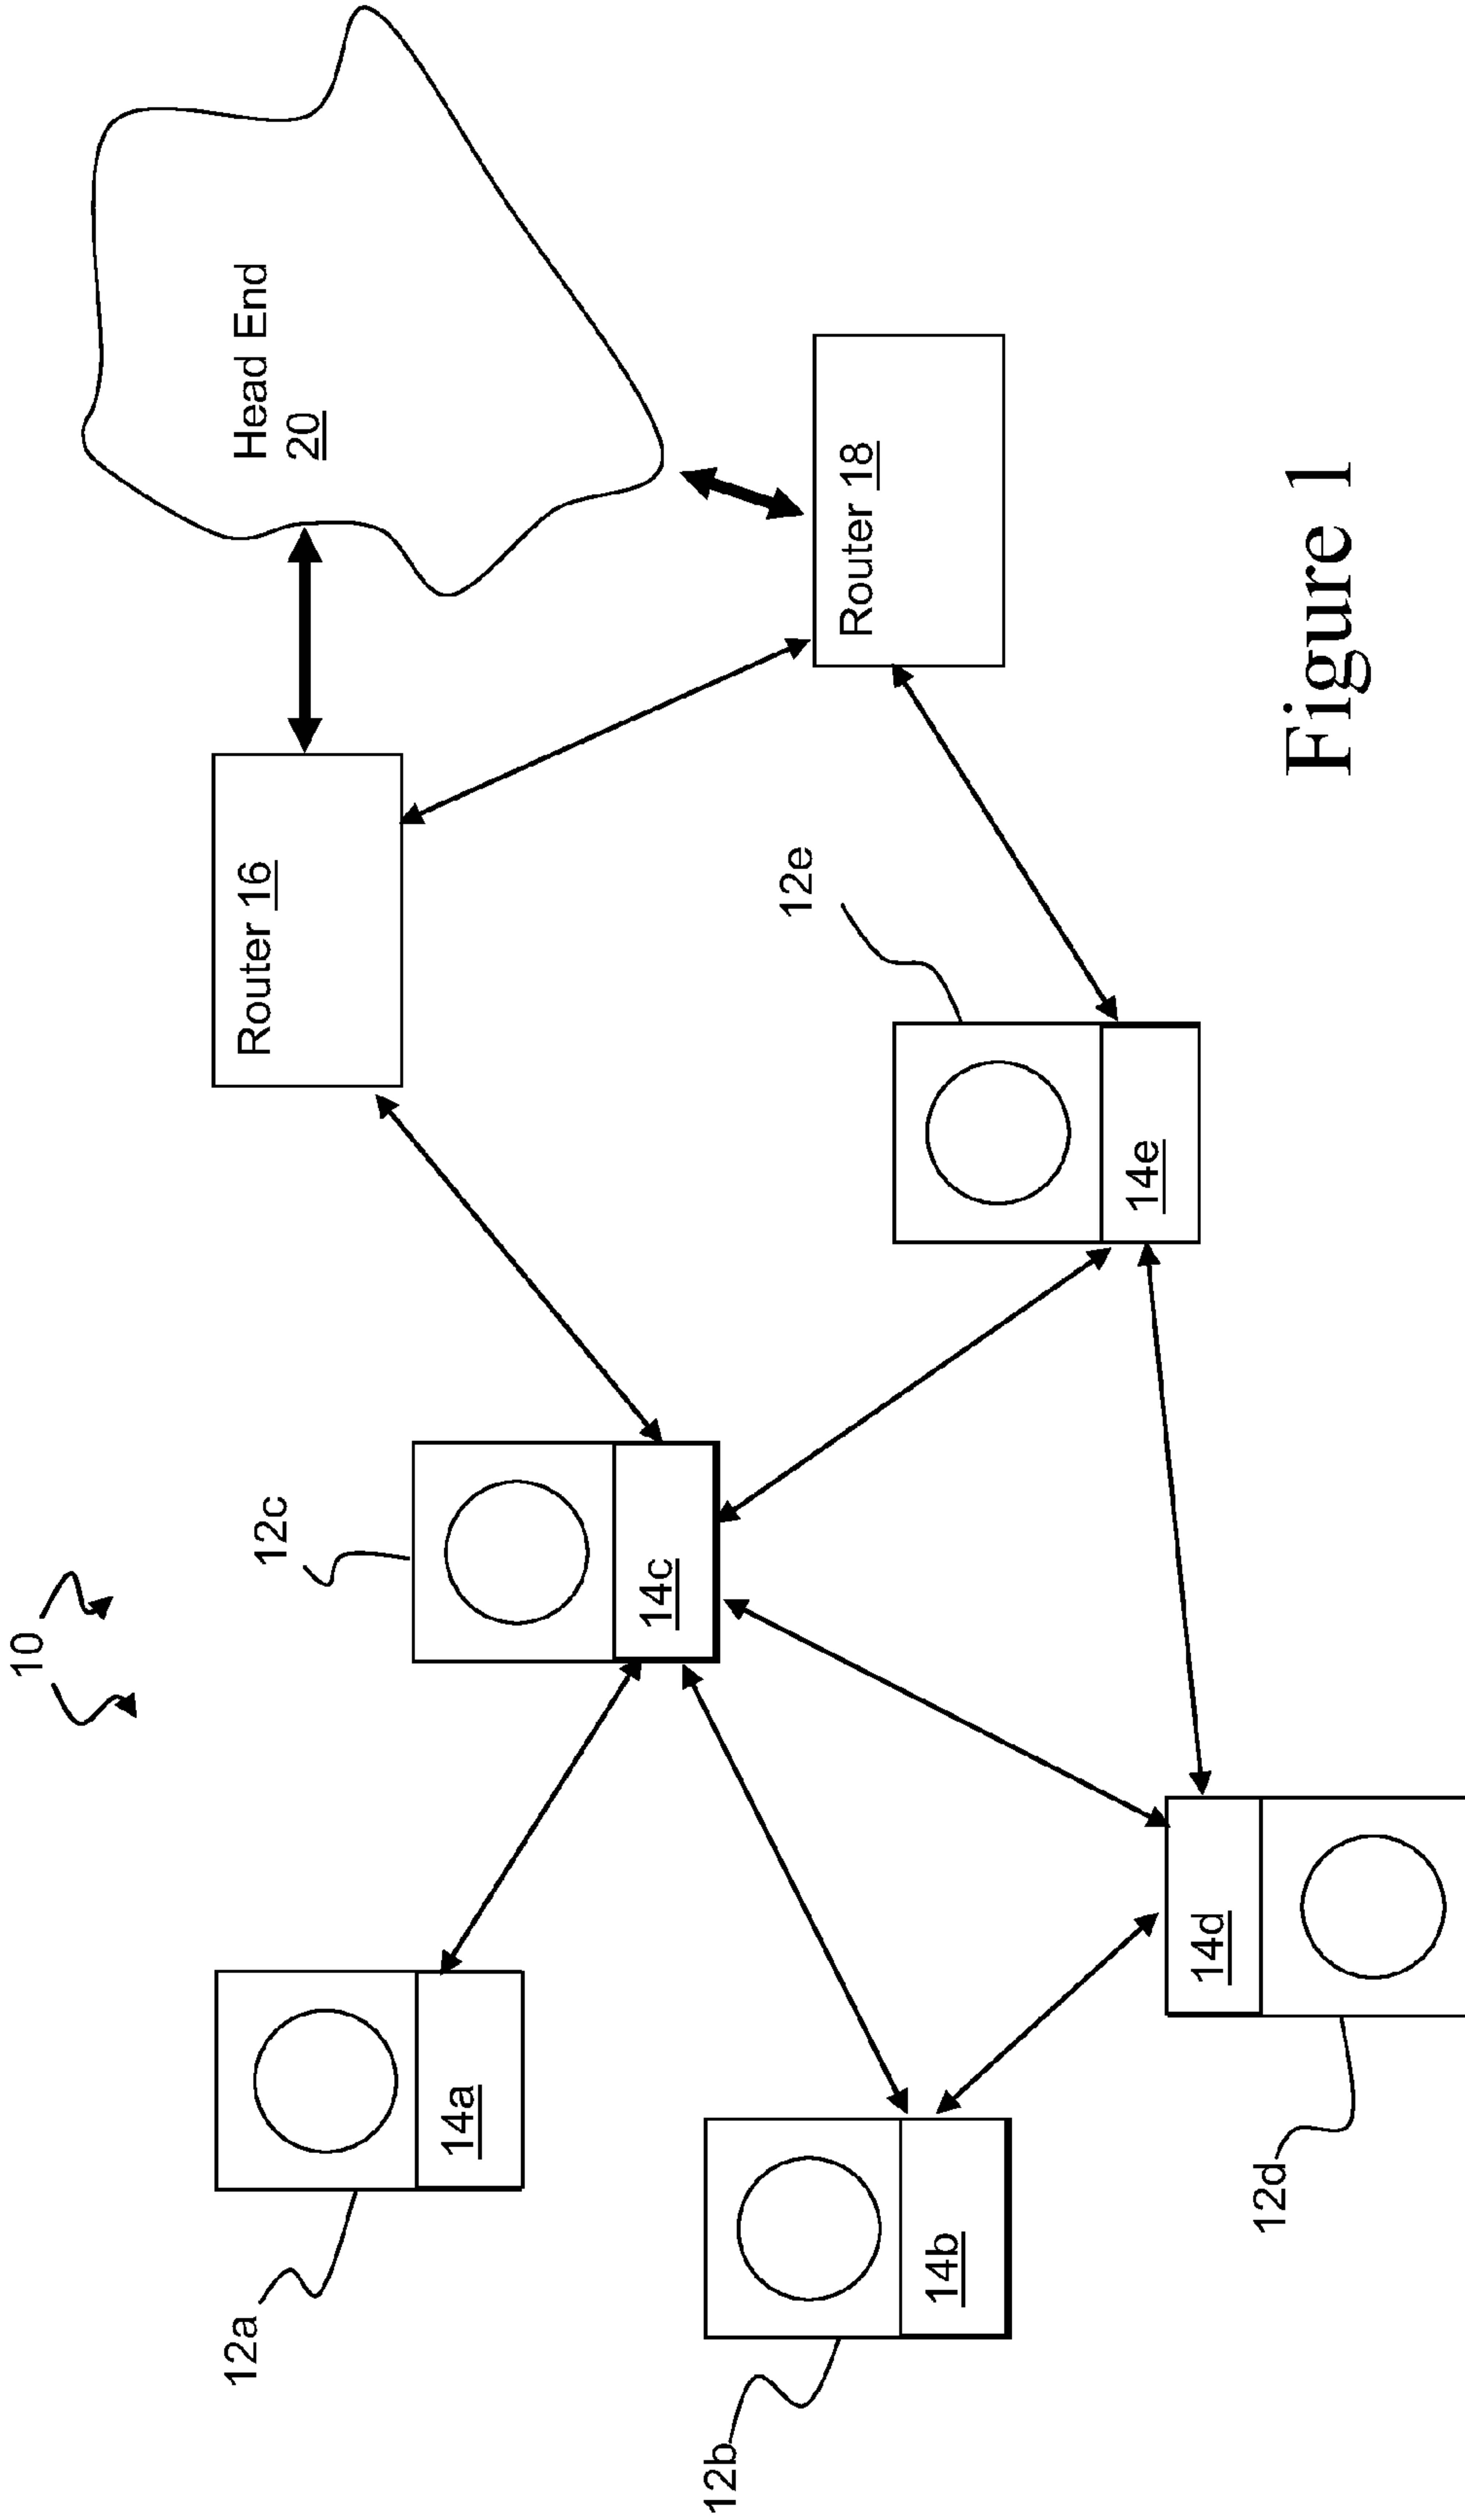 10
Head End
20
Router 16
Router 18
12c
14c
12e
14e
12a
14a
12b
14b
12d
14d
Figure 1